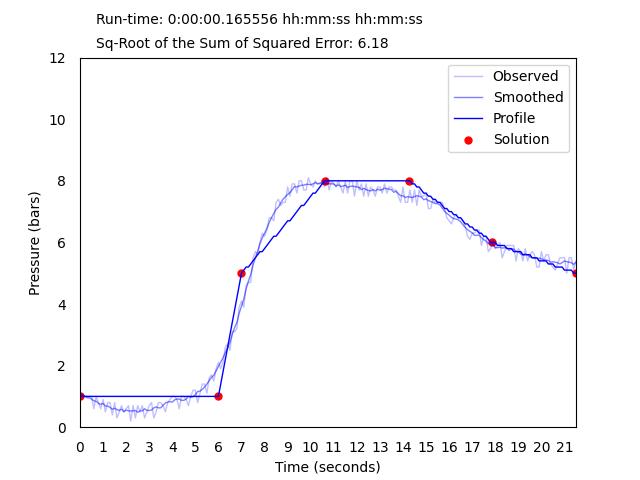 Run-time: 0:00:00.165556 hh:mm:ss hh:mm:ss
Sq-Root of the Sum of Squared Error: 6.18
12
10
8
6
4
2
0
Pressure (bars)
Observed
Smoothed
Profile
Solution
0 1 2 3 4 5 6 7 8 9 10 11 12 13 14 15 16 17 18 19 20 21
Time (seconds)